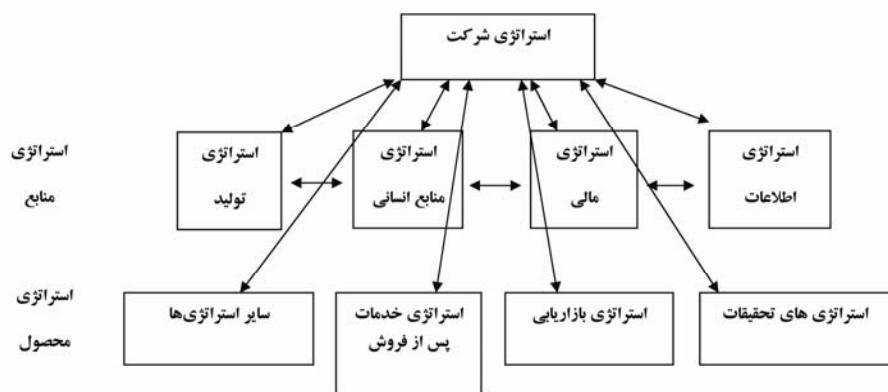 استراتژی شرکت
استراتژی
منابع
استراتژی
تولید
استراتژی
منابع انسانی
استراتژی
مالی
استراتژی
اطلاعات
استراتژی
محصول
سایر استراتژی‌ها
استراتژی خدمات
پس از فروش
استراتژی بازاریابی
استراتژی های تحقیقات